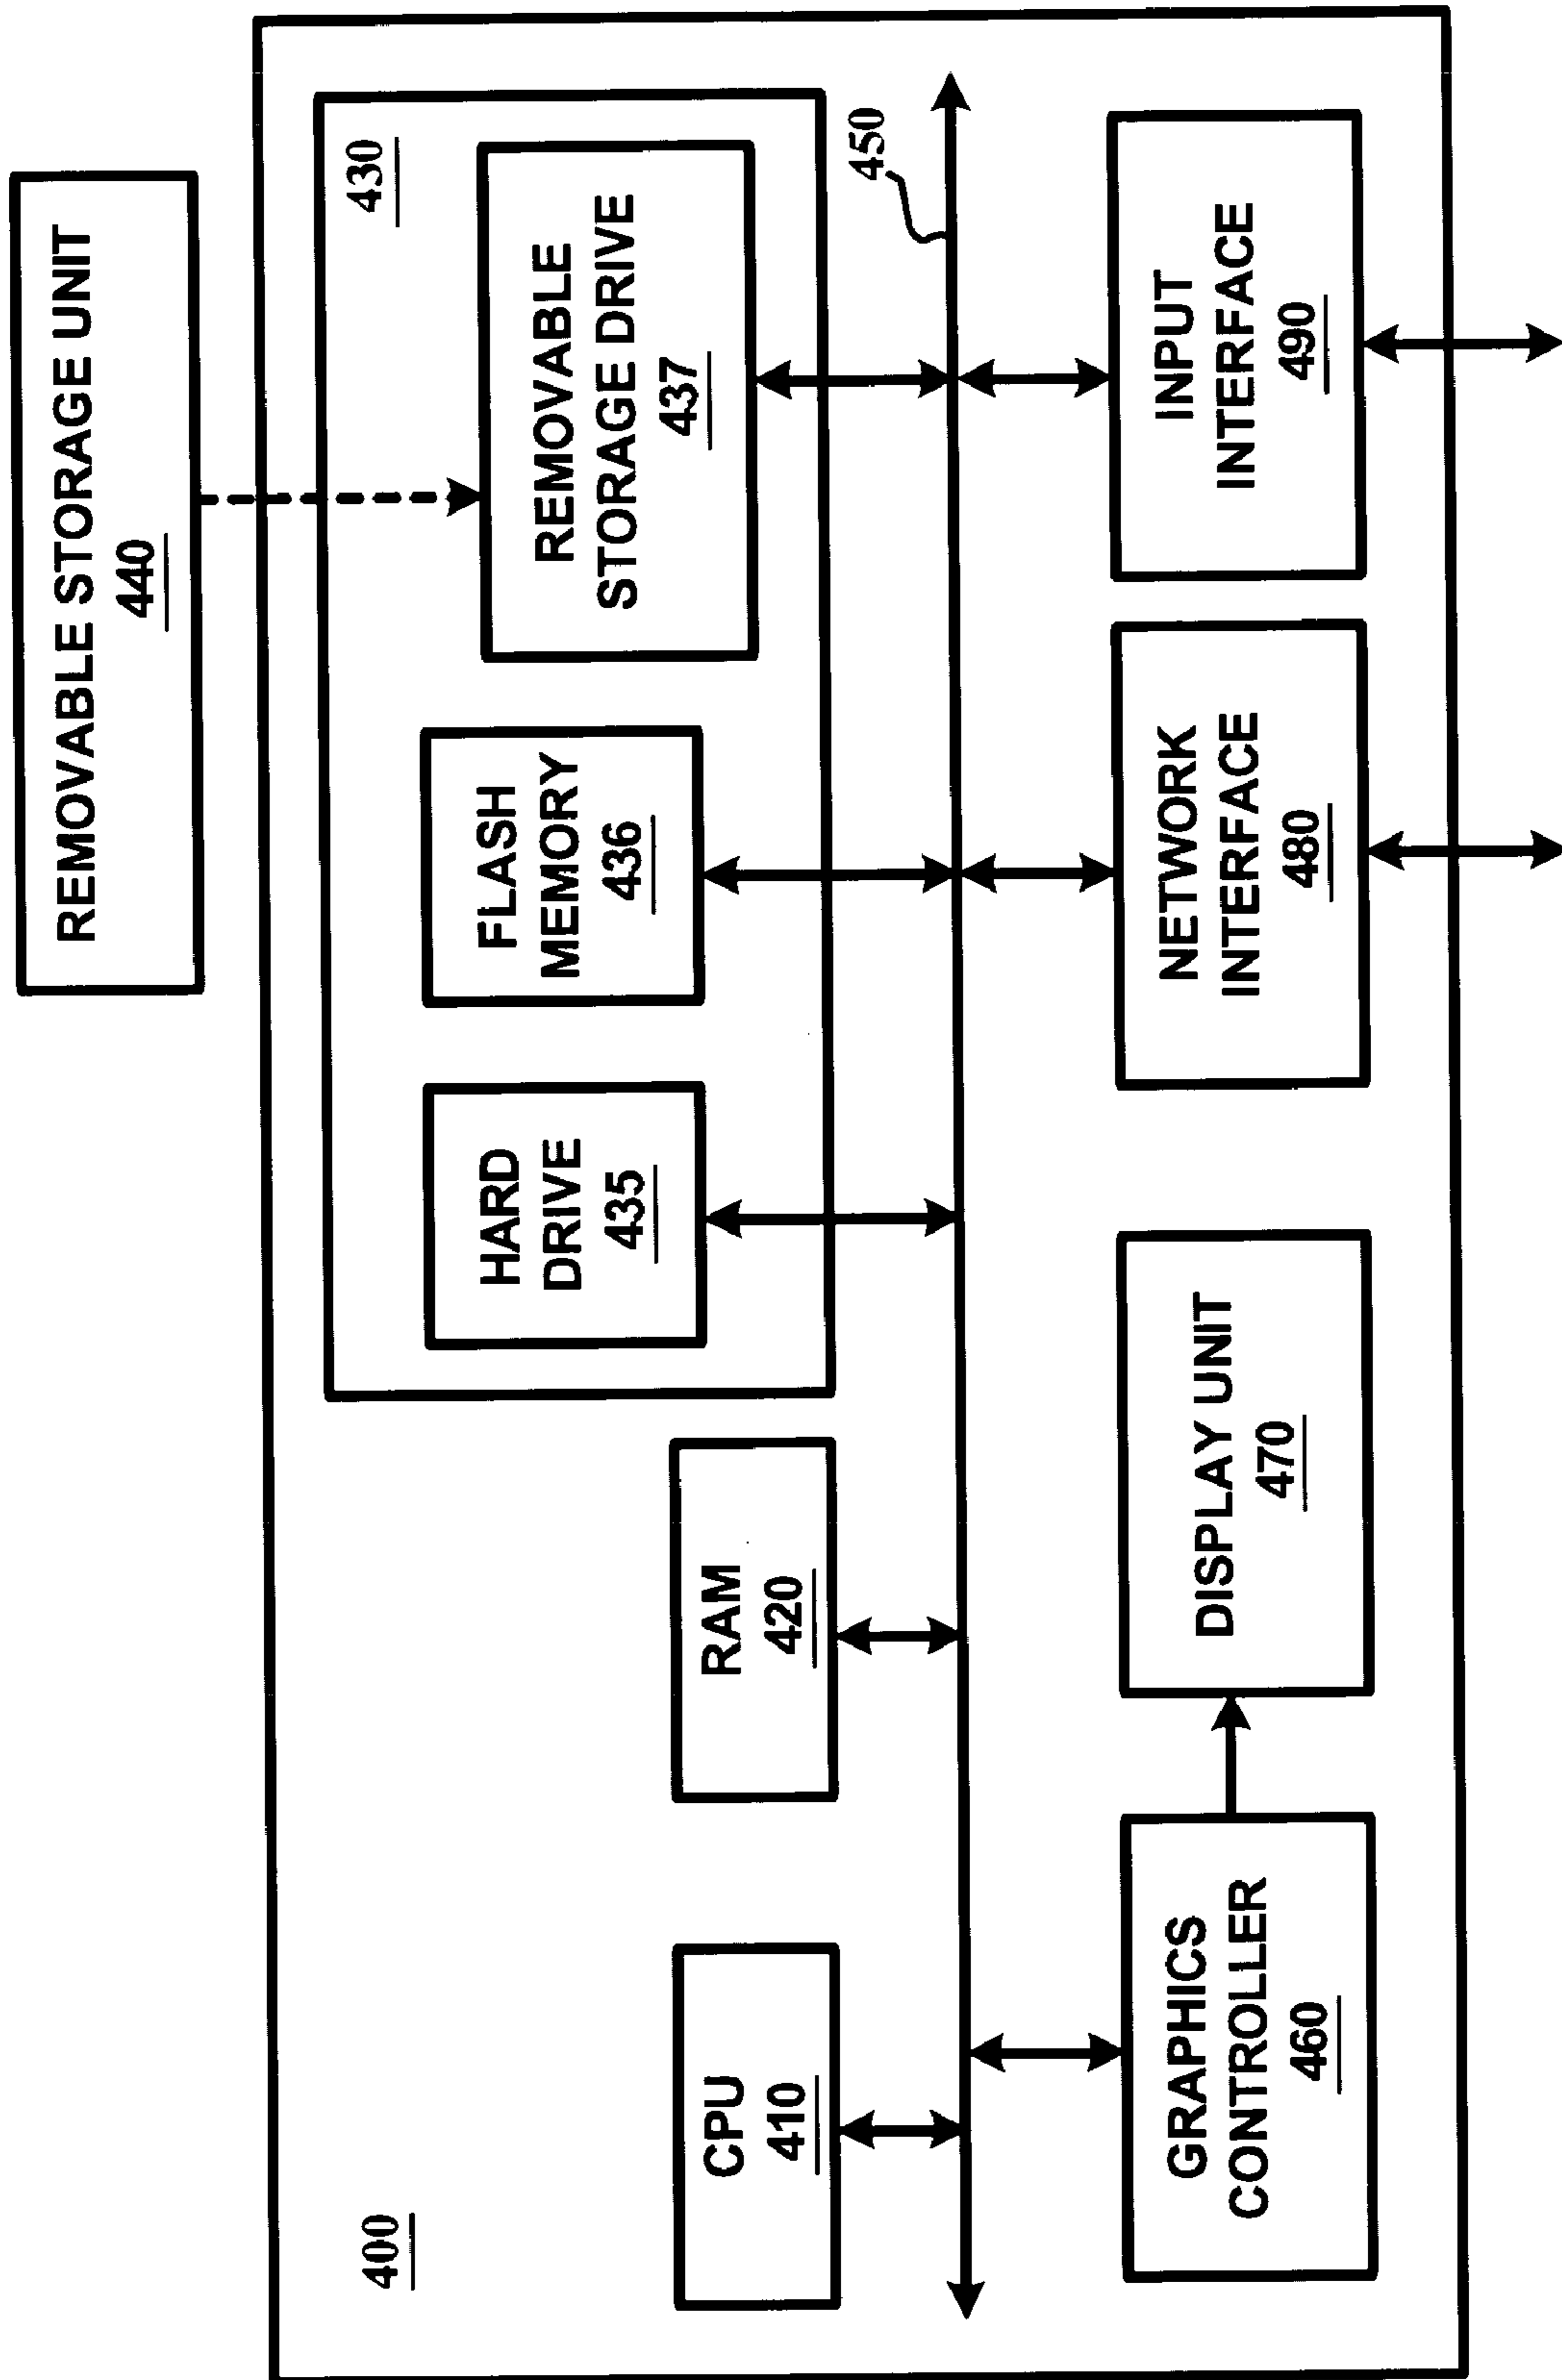 REMOVABLE STORAGE UNIT
440
400
430
CPU
410
RAM
420
HARD
DRIVE
435
FLASH
MEMORY
436
REMOVABLE
STORAGE DRIVE
437
450
GRAPHICS
CONTROLLER
460
DISPLAY UNIT
470
NETWORK
INTERFACE
480
INPUT
INTERFACE
490